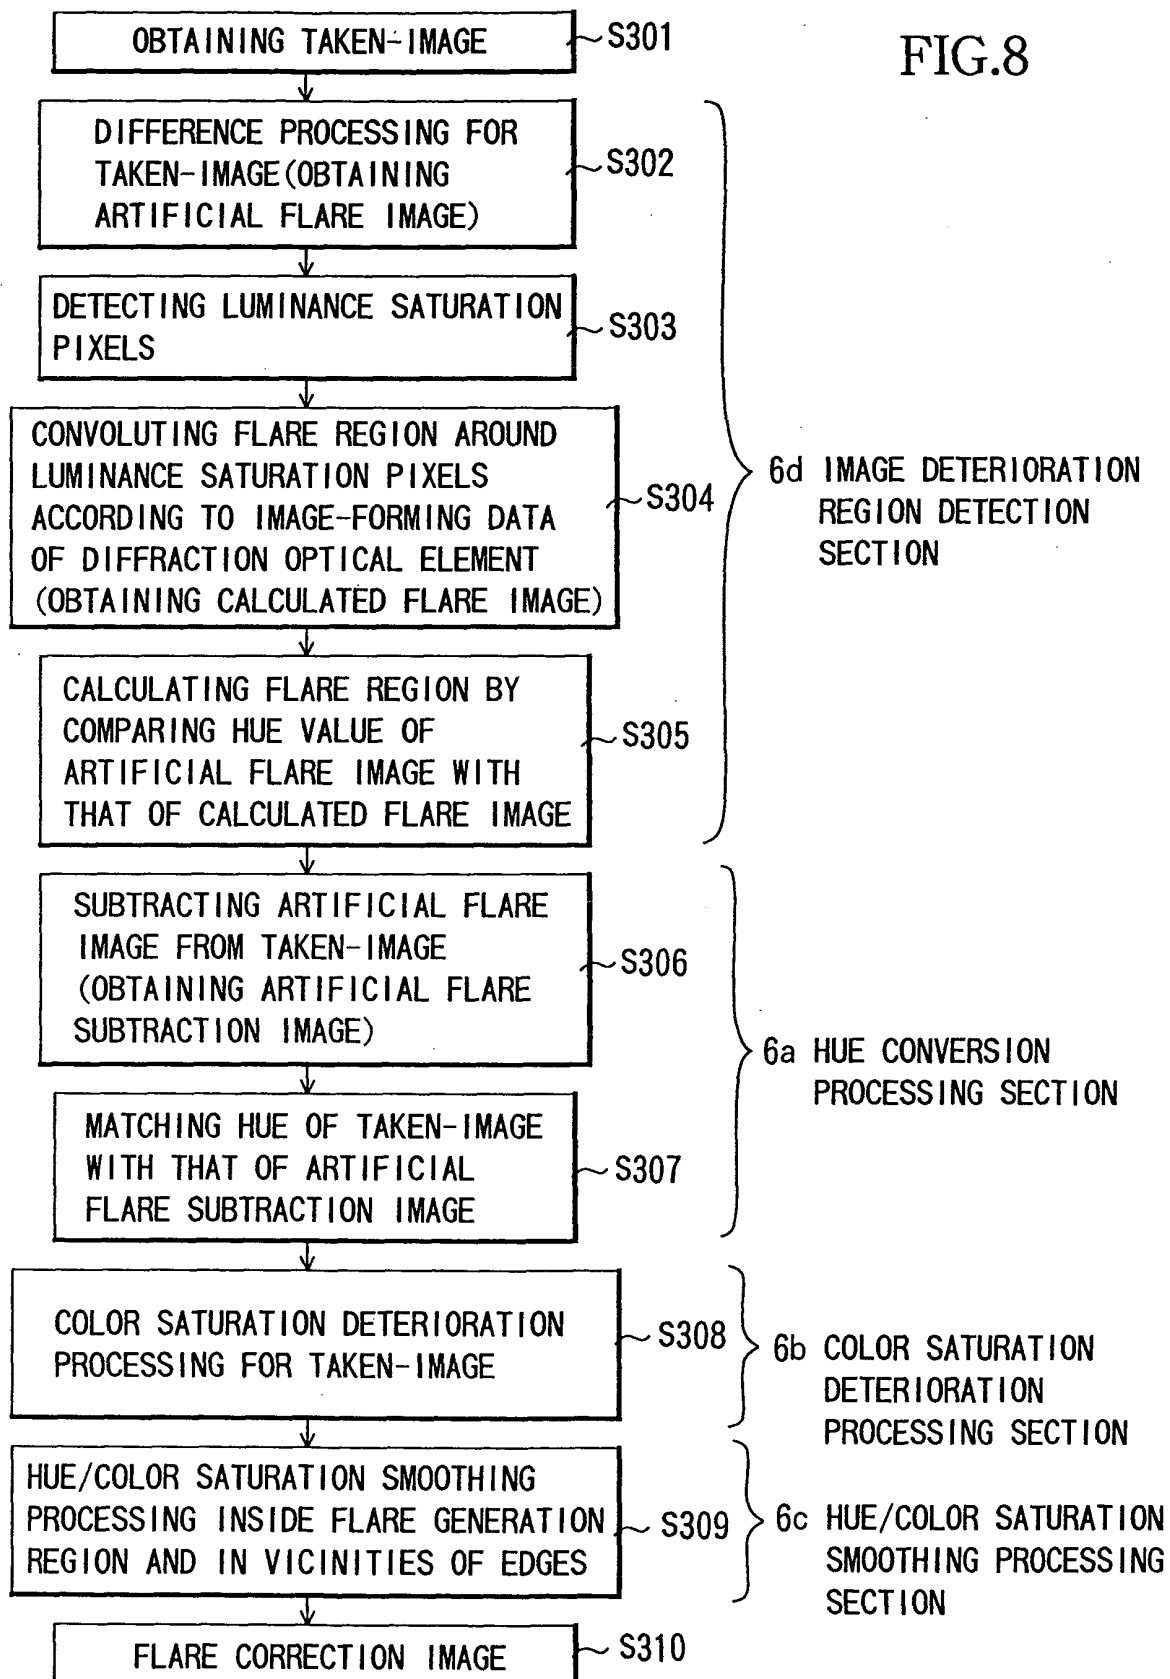 FIG.8
OBTAINING TAKEN-IMAGE
S301
DIFFERENCE PROCESSING FOR
TAKEN-IMAGE(OBTAINING
ARTIFICIAL FLARE IMAGE)
S302
DETECTING LUMINANCE SATURATION
PIXELS
S303
CONVOLUTING FLARE REGION AROUND
LUMINANCE SATURATION PIXELS
ACCORDING TO IMAGE-FORMING DATA
OF DIFFRACTION OPTICAL ELEMENT
(OBTAINING CALCULATED FLARE IMAGE)
S304
CALCULATING FLARE REGION BY
COMPARING HUE VALUE OF
ARTIFICIAL FLARE IMAGE WITH
THAT OF CALCULATED FLARE IMAGE
S305
6d IMAGE DETERIORATION
REGION DETECTION
SECTION
SUBTRACTING ARTIFICIAL FLARE
IMAGE FROM TAKEN-IMAGE
(OBTAINING ARTIFICIAL FLARE
SUBTRACTION IMAGE)
S306
MATCHING HUE OF TAKEN-IMAGE
WITH THAT OF ARTIFICIAL
FLARE SUBTRACTION IMAGE
S307
6a HUE CONVERSION
PROCESSING SECTION
COLOR SATURATION DETERIORATION
PROCESSING FOR TAKEN-IMAGE
S308
6b COLOR SATURATION
DETERIORATION
PROCESSING SECTION
HUE/COLOR SATURATION SMOOTHING
PROCESSING INSIDE FLARE GENERATION
REGION AND IN VICINITIES OF EDGES
S309
6c HUE/COLOR SATURATION
SMOOTHING PROCESSING
SECTION
FLARE CORRECTION IMAGE
S310